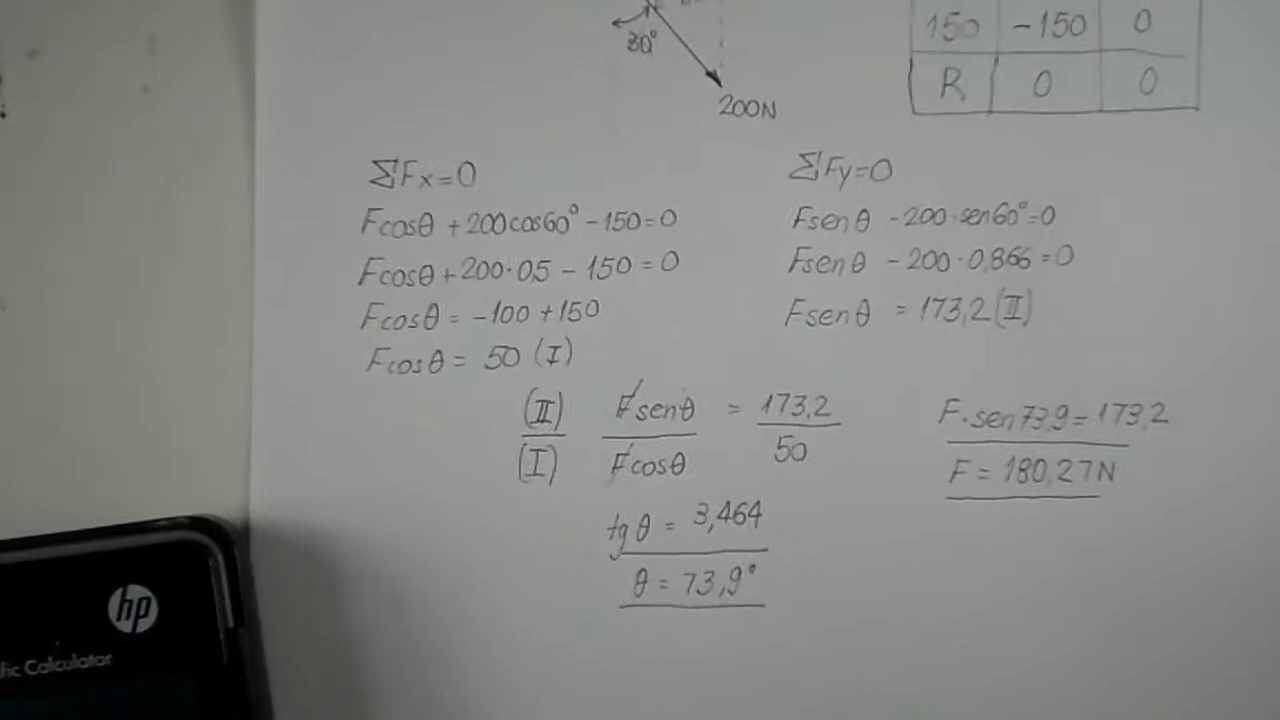 150 -150 0
R 0 0
30°
200N
ΣFx=0
Fcosθ +200cos60° -150=0
Fcosθ+200·0,5 - 150 =0
Fcosθ = -100 +150
Fcosθ = 50 (I)
ΣFy=0
Fsenθ -200·sen60°=0
Fsenθ -200·0,866=0
Fsenθ = 173,2 (II)
(II) Fsenθ = 173,2
(I) Fcosθ 50
tgθ = 3,464
θ = 73,9°
F·sen73,9=173,2
F= 180,27N
hp
Calculator